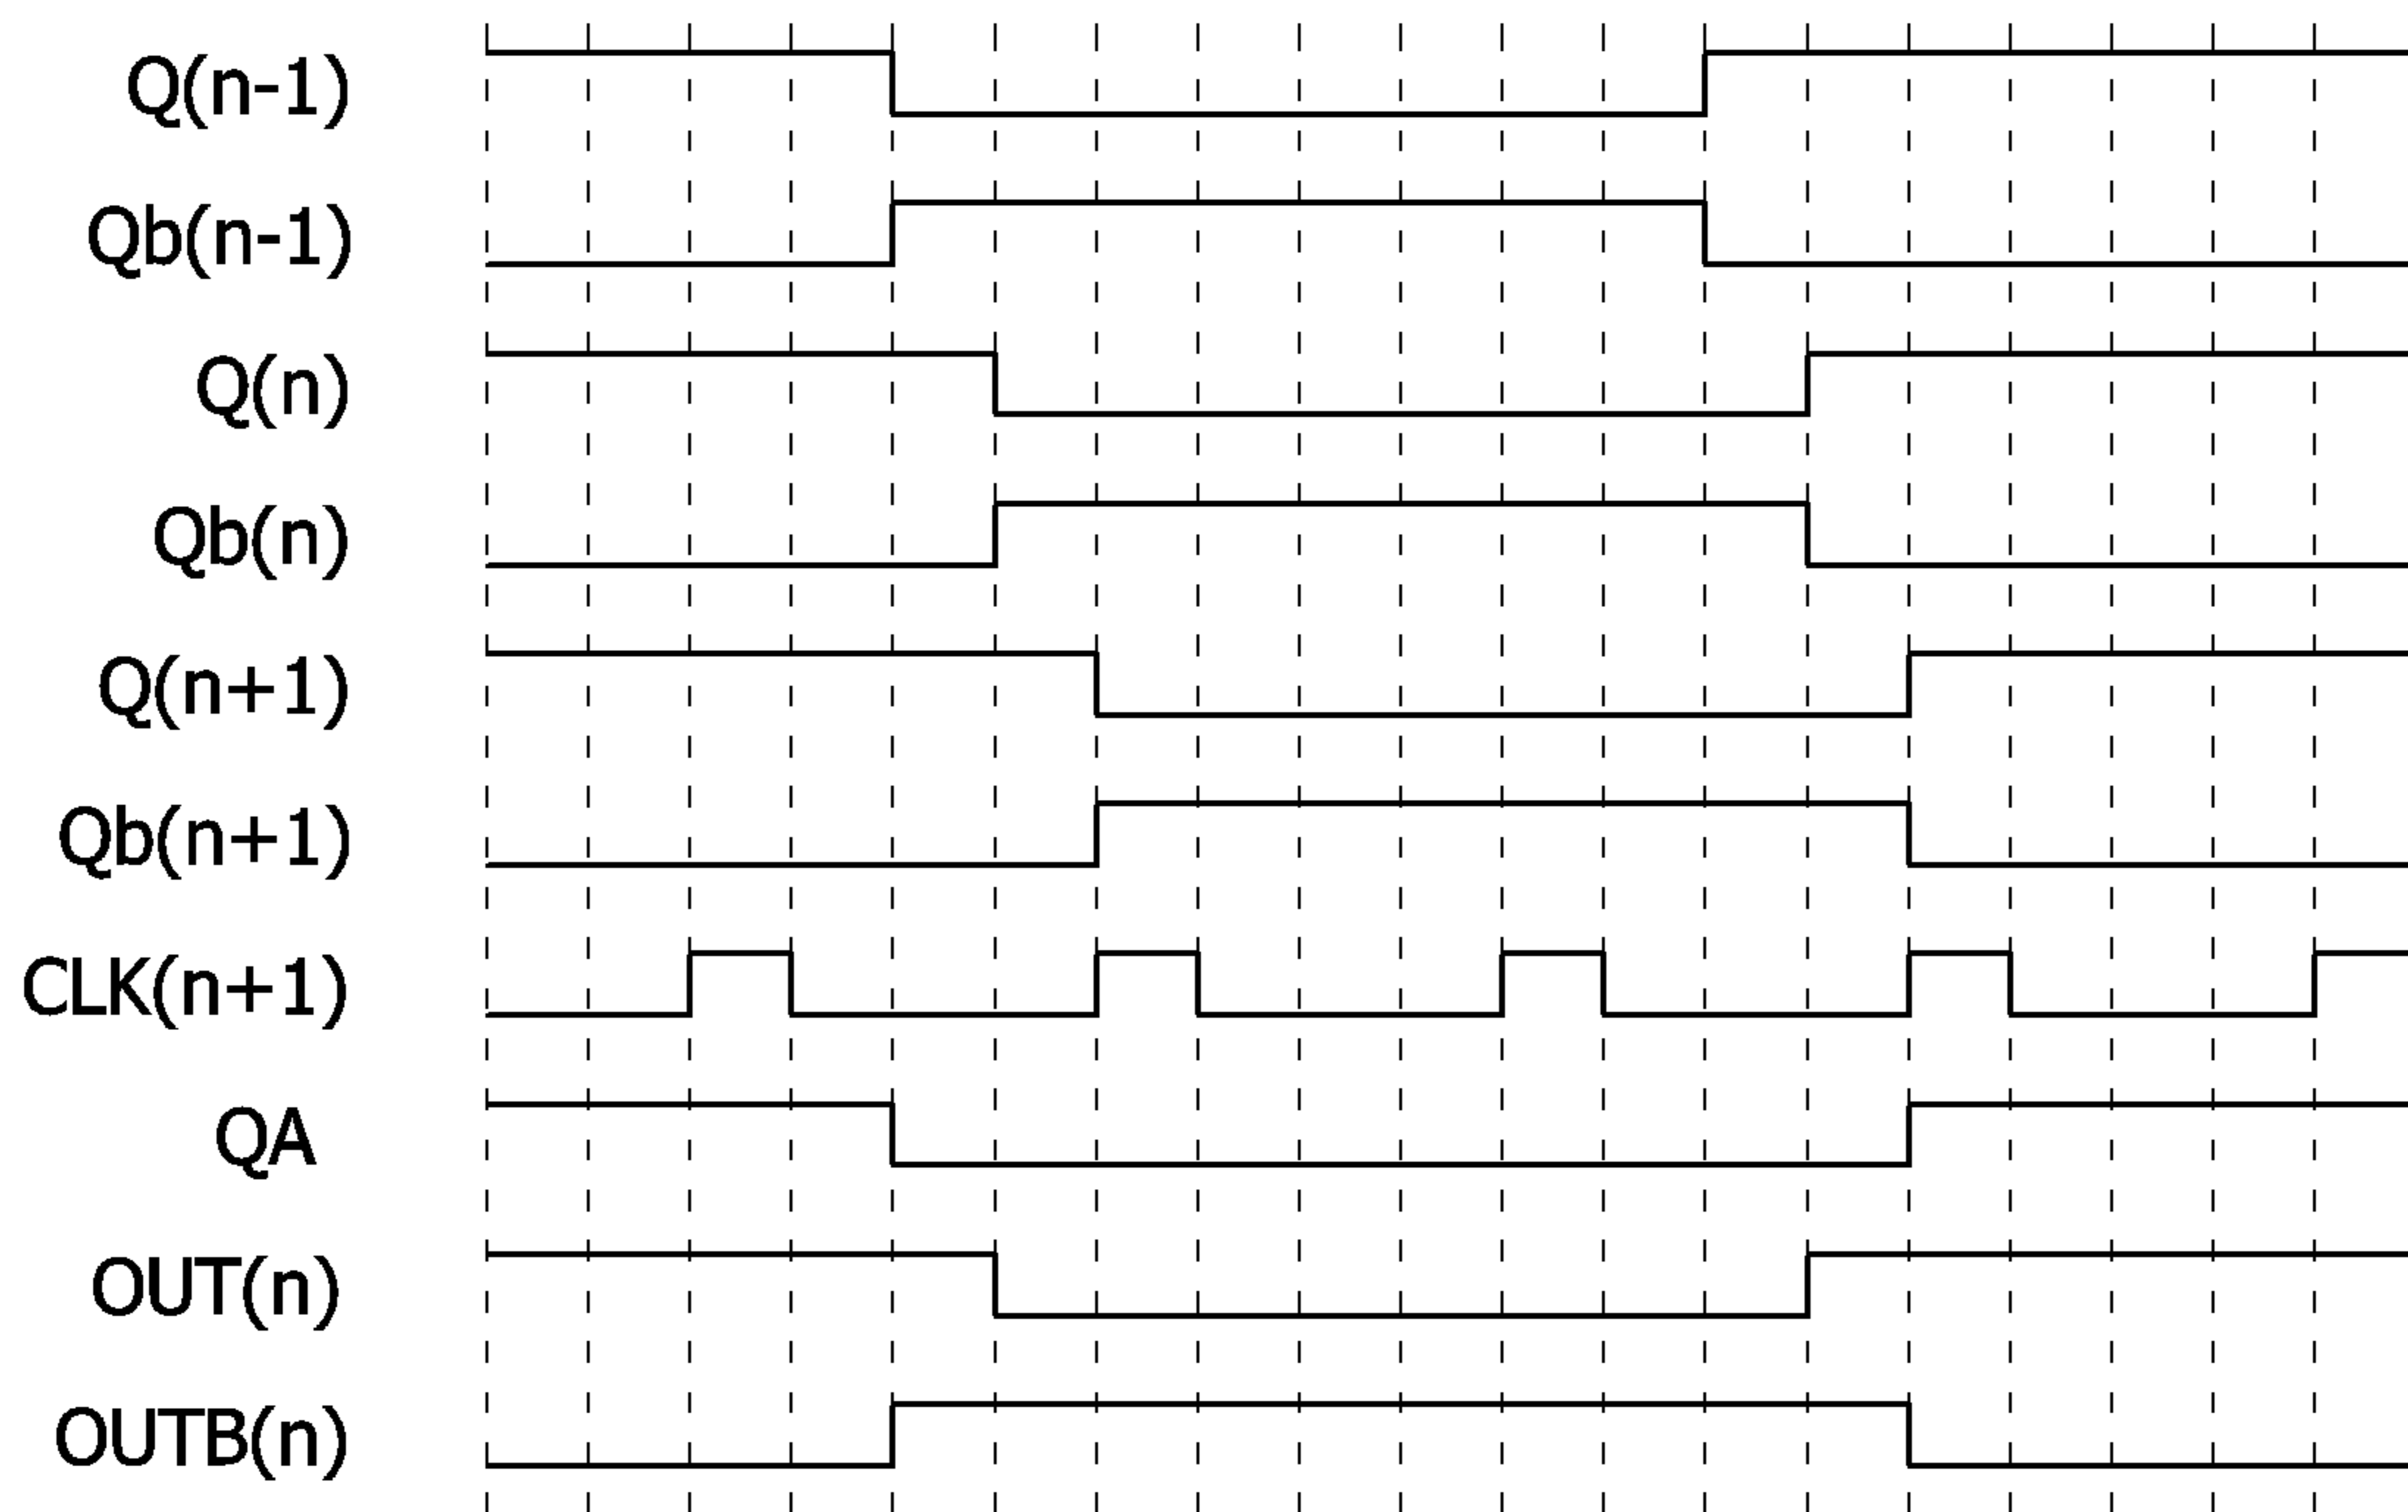 Q(n-1)
Qb(n-1)
Q(n)
Qb(n)
Q(n+1)
Qb(n+1)
CLK(n+1)
QA
OUT(n)
OUTB(n)